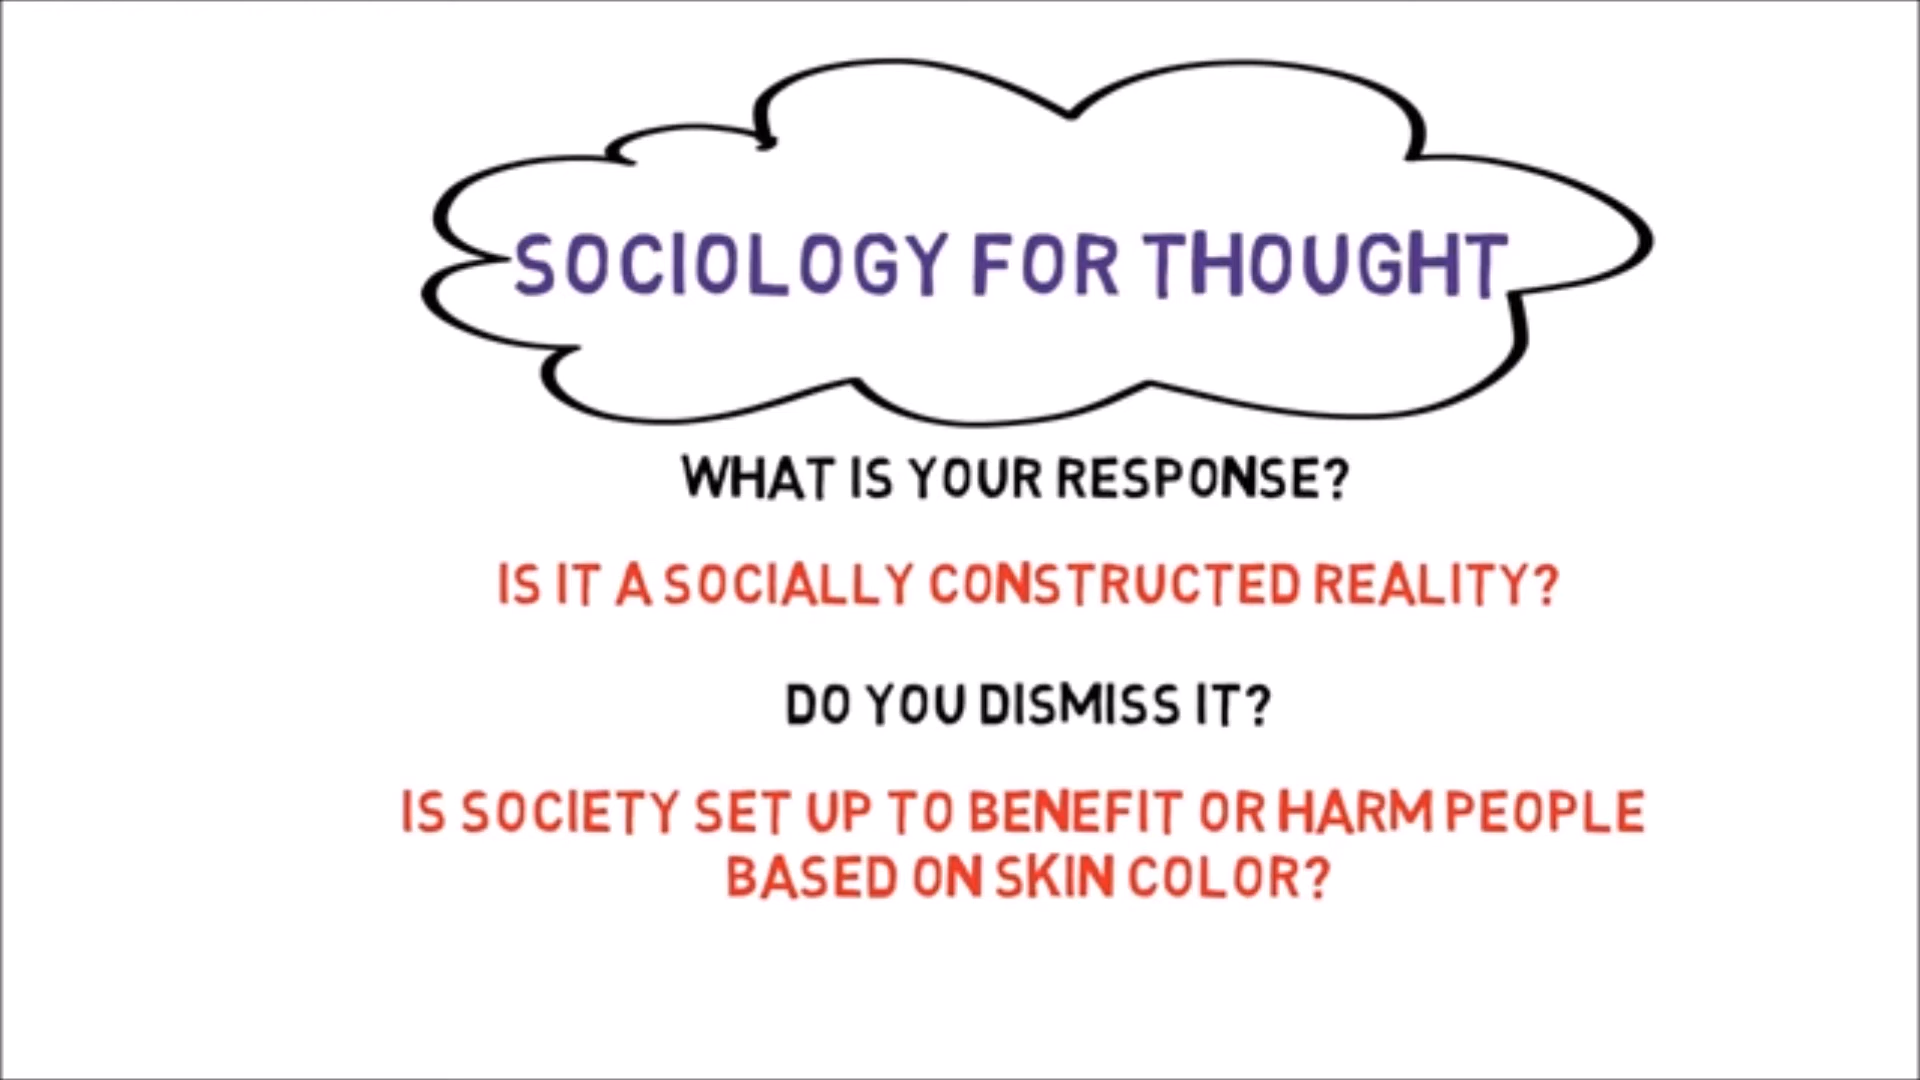 SOCIOLOGY FOR THOUGHT
WHAT IS YOUR RESPONSE?
IS IT A SOCIALLY CONSTRUCTED REALITY?
DO YOU DISMISS IT?
IS SOCIETY SET UP TO BENEFIT OR HARM PEOPLE
BASED ON SKIN COLOR?